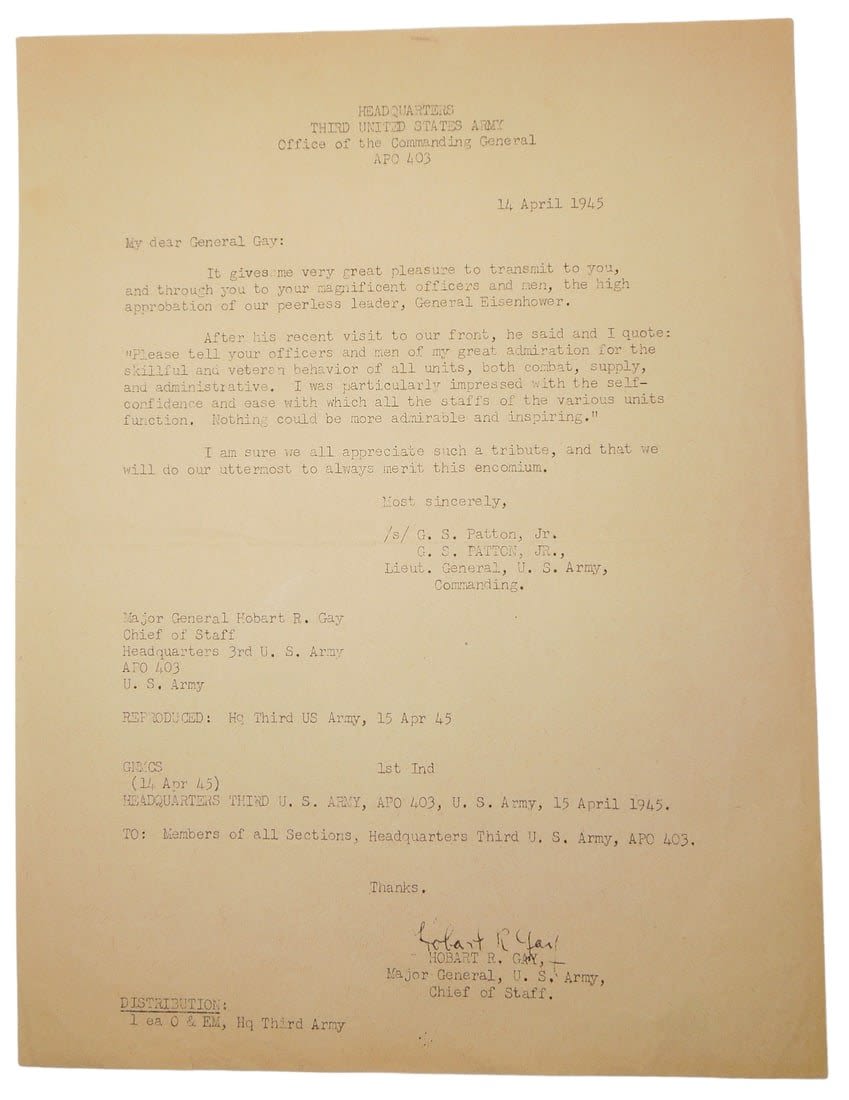 HEADQUARTERS
THIRD UNITED STATES ARMY
Office of the Commanding General
APO 403
14 April 1945
My dear General Gay:
It gives me very great pleasure to transmit to you,
and through you to your magnificent officers and men, the high
approbation of our peerless leader, General Eisenhower.
After his recent visit to our front, he said and I quote:
"Please tell your officers and men of my great admiration for the
skillful and veteran behavior of all units, both combat, supply,
and administrative. I was particularly impressed with the self-
confidence and ease with which all the staffs of the various units
function. Nothing could be more admirable and inspiring."
I am sure we all appreciate such a tribute, and that we
will do our uttermost to always merit this encomium.
Most sincerely,
/s/ G. S. Patton, Jr.
G. S. PATTON, JR.,
Lieut. General, U. S. Army,
Commanding.
Major General Hobart R. Gay
Chief of Staff
Headquarters 3rd U. S. Army
APO 403
U. S. Army
REPRODUCED: Hq Third US Army, 15 Apr 45
1st Ind
(14 Apr 45)
HEADQUARTERS THIRD U. S. ARMY, APO 403, U. S. Army, 15 April 1945.
TO: Members of all Sections, Headquarters Third U. S. Army, APO 403.
Thanks.
Hobart R Gay
HOBART R. GAY,
Major General, U. S. Army,
Chief of Staff.
DISTRIBUTION:
1 ea O & EM, Hq Third Army